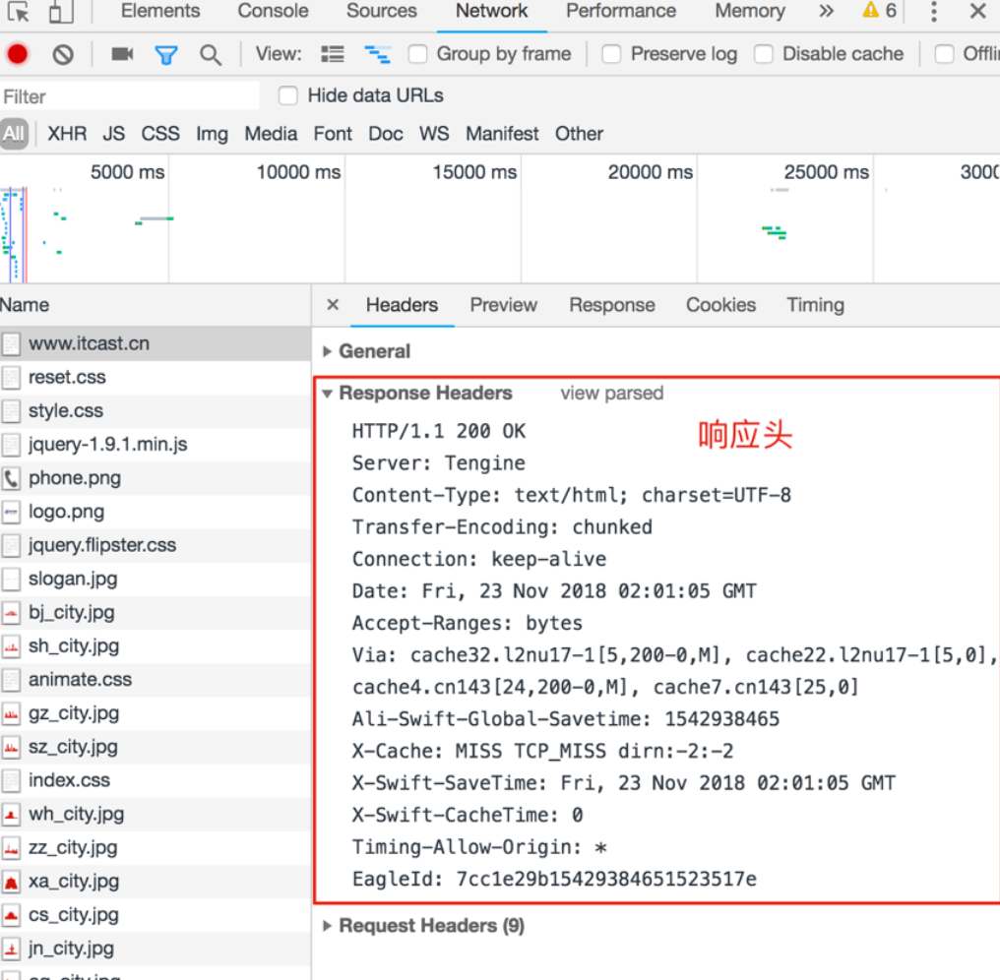 Elements Console Sources Network Performance Memory » 6
View: Group by frame Preserve log Disable cache
Filter Hide data URLs
All XHR JS CSS Img Media Font Doc WS Manifest Other
5000 ms 10000 ms 15000 ms 20000 ms 25000 ms
Name
www.itcast.cn
reset.css
style.css
jquery-1.9.1.min.js
phone.png
logo.png
jquery.flipster.css
slogan.jpg
bj_city.jpg
sh_city.jpg
animate.css
gz_city.jpg
sz_city.jpg
index.css
wh_city.jpg
zz_city.jpg
xa_city.jpg
cs_city.jpg
jn_city.jpg
× Headers Preview Response Cookies Timing
General
Response Headers view parsed
响应头
HTTP/1.1 200 OK
Server: Tengine
Content-Type: text/html; charset=UTF-8
Transfer-Encoding: chunked
Connection: keep-alive
Date: Fri, 23 Nov 2018 02:01:05 GMT
Accept-Ranges: bytes
Via: cache32.l2nu17-1[5,200-0,M], cache22.l2nu17-1[5,0],
cache4.cn143[24,200-0,M], cache7.cn143[25,0]
Ali-Swift-Global-Savetime: 1542938465
X-Cache: MISS TCP_MISS dirn:-2:-2
X-Swift-SaveTime: Fri, 23 Nov 2018 02:01:05 GMT
X-Swift-CacheTime: 0
Timing-Allow-Origin: *
EagleId: 7cc1e29b15429384651523517e
Request Headers (9)